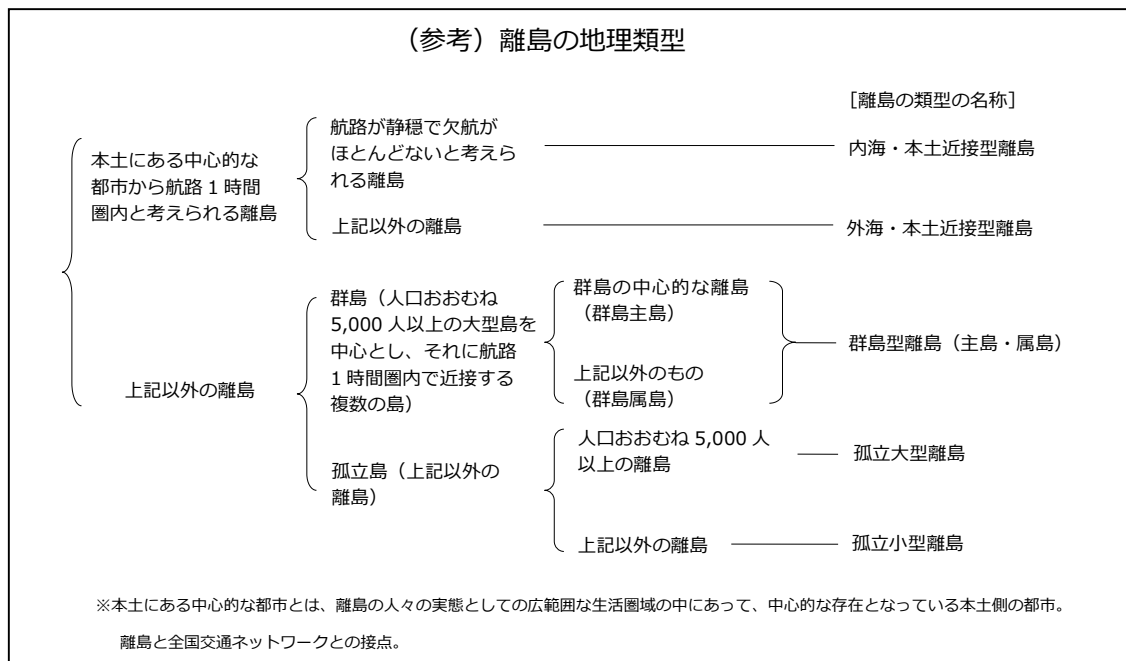 (参考)離島の地理類型
[離島の類型の名称]
本土にある中心的な
都市から航路1時間
圏内と考えられる離島
航路が静穏で欠航が
ほとんどないと考えら
れる離島
内海・本土近接型離島
上記以外の離島
外海・本土近接型離島
上記以外の離島
群島（人口おおむね
5,000 人以上の大型島を
中心とし、それに航路
1時間圏内で近接する
複数の島）
群島の中心的な離島
（群島主島）
上記以外のもの
（群島属島）
群島型離島（主島・属島）
孤立島（上記以外の
離島）
人口おおむね 5,000 人
以上の離島
孤立大型離島
上記以外の離島
孤立小型離島
※本土にある中心的な都市とは、離島の人々の実態としての広範囲な生活圏域の中にあって、中心的な存在となっている本土側の都市。
離島と全国交通ネットワークとの接点。